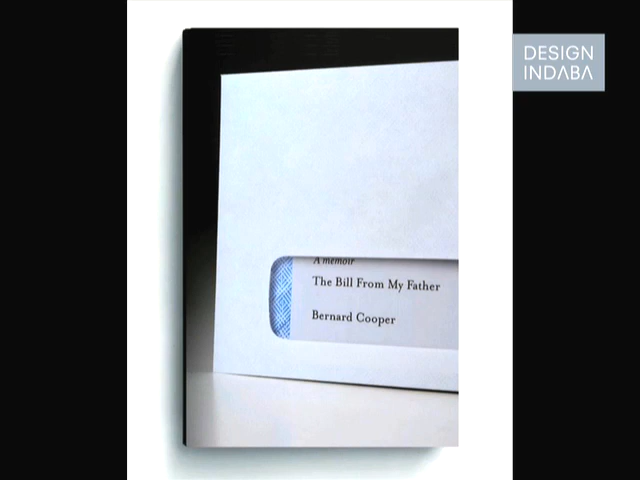 DESIGN
INDABA
A memoir
The Bill From My Father
Bernard Cooper